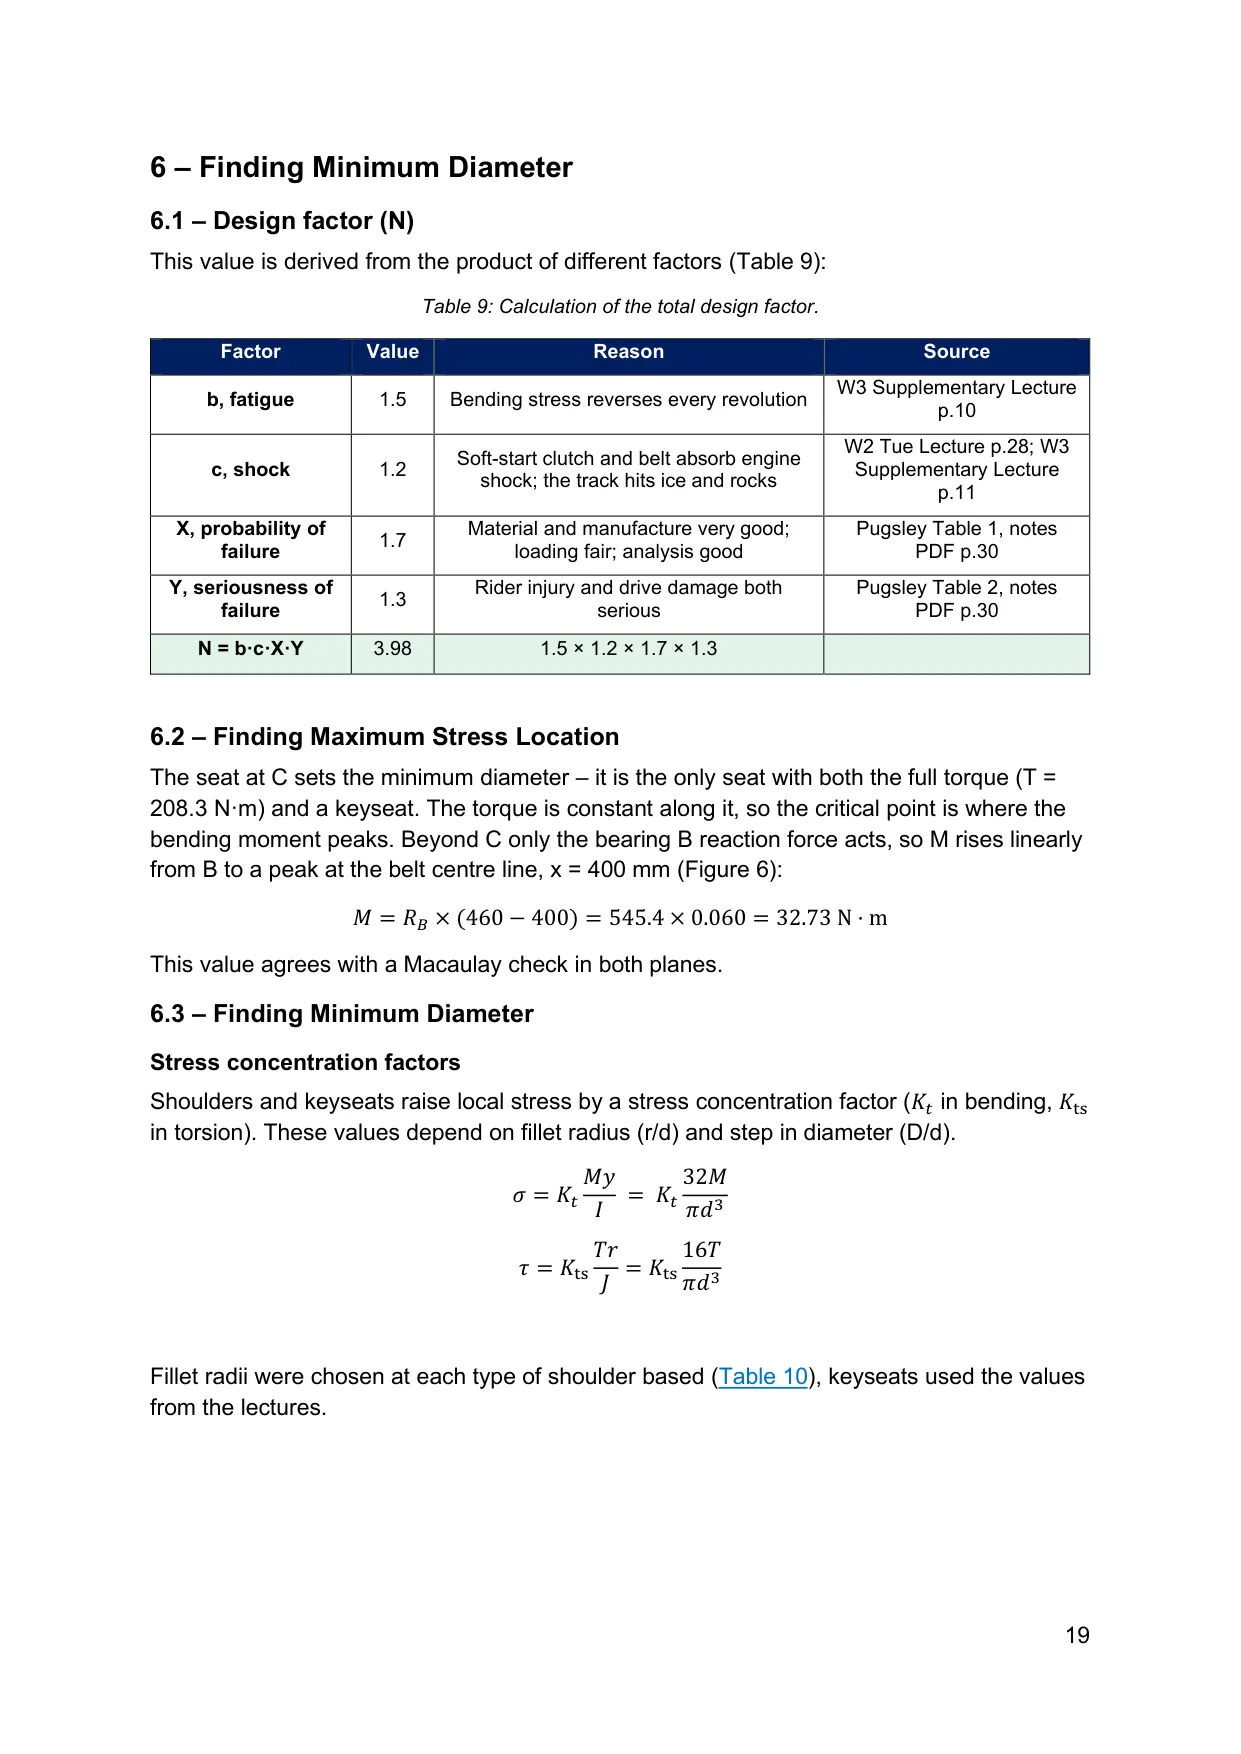 6 – Finding Minimum Diameter
6.1 – Design factor (N)
This value is derived from the product of different factors (Table 9):
Table 9: Calculation of the total design factor.
Factor Value Reason Source
b, fatigue 1.5 Bending stress reverses every revolution W3 Supplementary Lecture
p.10
c, shock 1.2 Soft-start clutch and belt absorb engine
shock; the track hits ice and rocks
W2 Tue Lecture p.28; W3
Supplementary Lecture
p.11
X, probability of
failure
1.7
Material and manufacture very good;
loading fair; analysis good
Pugsley Table 1, notes
PDF p.30
Y, seriousness of
failure
1.3
Rider injury and drive damage both
serious
Pugsley Table 2, notes
PDF p.30
N = b·c·X·Y 3.98 1.5 × 1.2 × 1.7 × 1.3
6.2 – Finding Maximum Stress Location
The seat at C sets the minimum diameter – it is the only seat with both the full torque (T =
208.3 N·m) and a keyseat. The torque is constant along it, so the critical point is where the
bending moment peaks. Beyond C only the bearing B reaction force acts, so M rises linearly
from B to a peak at the belt centre line, x = 400 mm (Figure 6):
𝑀 = 𝑅_𝐵 × (460 − 400) = 545.4 × 0.060 = 32.73 N · m
This value agrees with a Macaulay check in both planes.
6.3 – Finding Minimum Diameter
Stress concentration factors
Shoulders and keyseats raise local stress by a stress concentration factor (𝐾_𝑡 in bending, 𝐾_ts
in torsion). These values depend on fillet radius (r/d) and step in diameter (D/d).
𝜎 = 𝐾_𝑡 𝑀𝑦/𝐼 = 𝐾_𝑡 32𝑀/𝜋𝑑³
𝜏 = 𝐾_ts 𝑇𝑟/𝐽 = 𝐾_ts 16𝑇/𝜋𝑑³
Fillet radii were chosen at each type of shoulder based (Table 10), keyseats used the values
from the lectures.
19